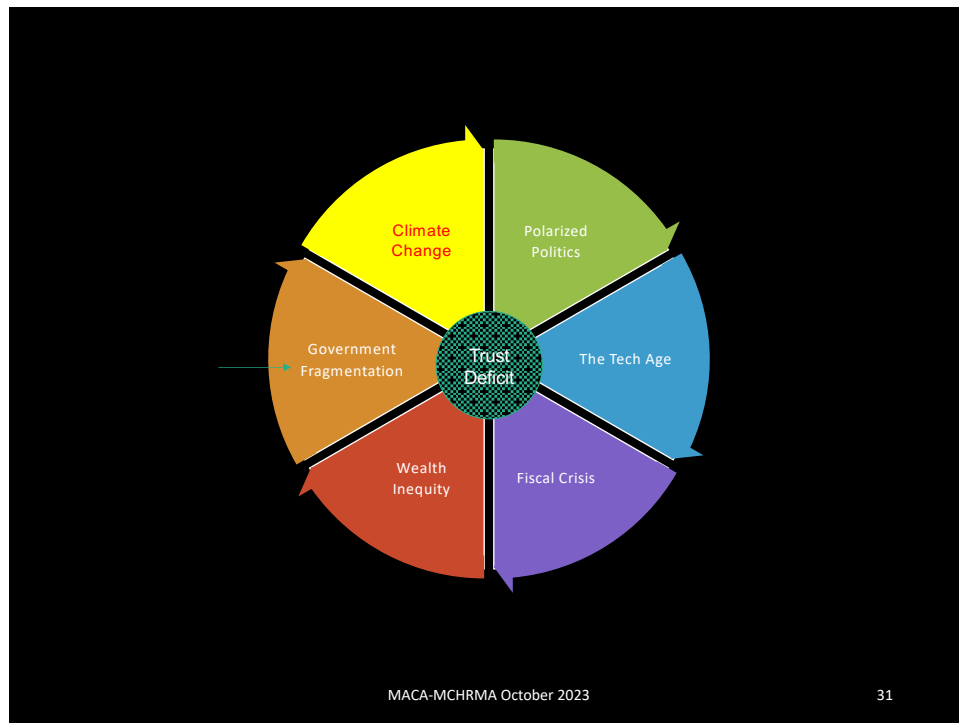 Climate
Change
Polarized
Politics
Government
Fragmentation
Trust
Deficit
The Tech Age
Wealth
Inequity
Fiscal Crisis
MACA-MCHRMA October 2023
31